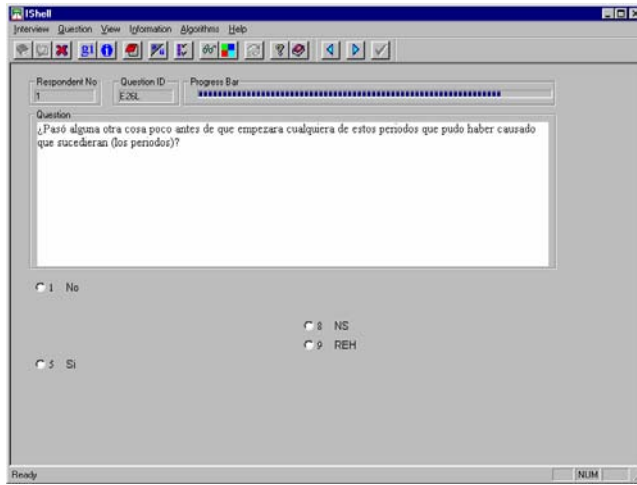 IShell
Interview Question View Information Algorithms Help
Respondent No
Question ID
Progress Bar
1
E26L
Question
¿Pasó alguna otra cosa poco antes de que empezara cualquiera de estos periodos que pudo haber causado
que sucedieran (los periodos)?
1 No
8 NS
9 REH
5 Si
Ready
NUM